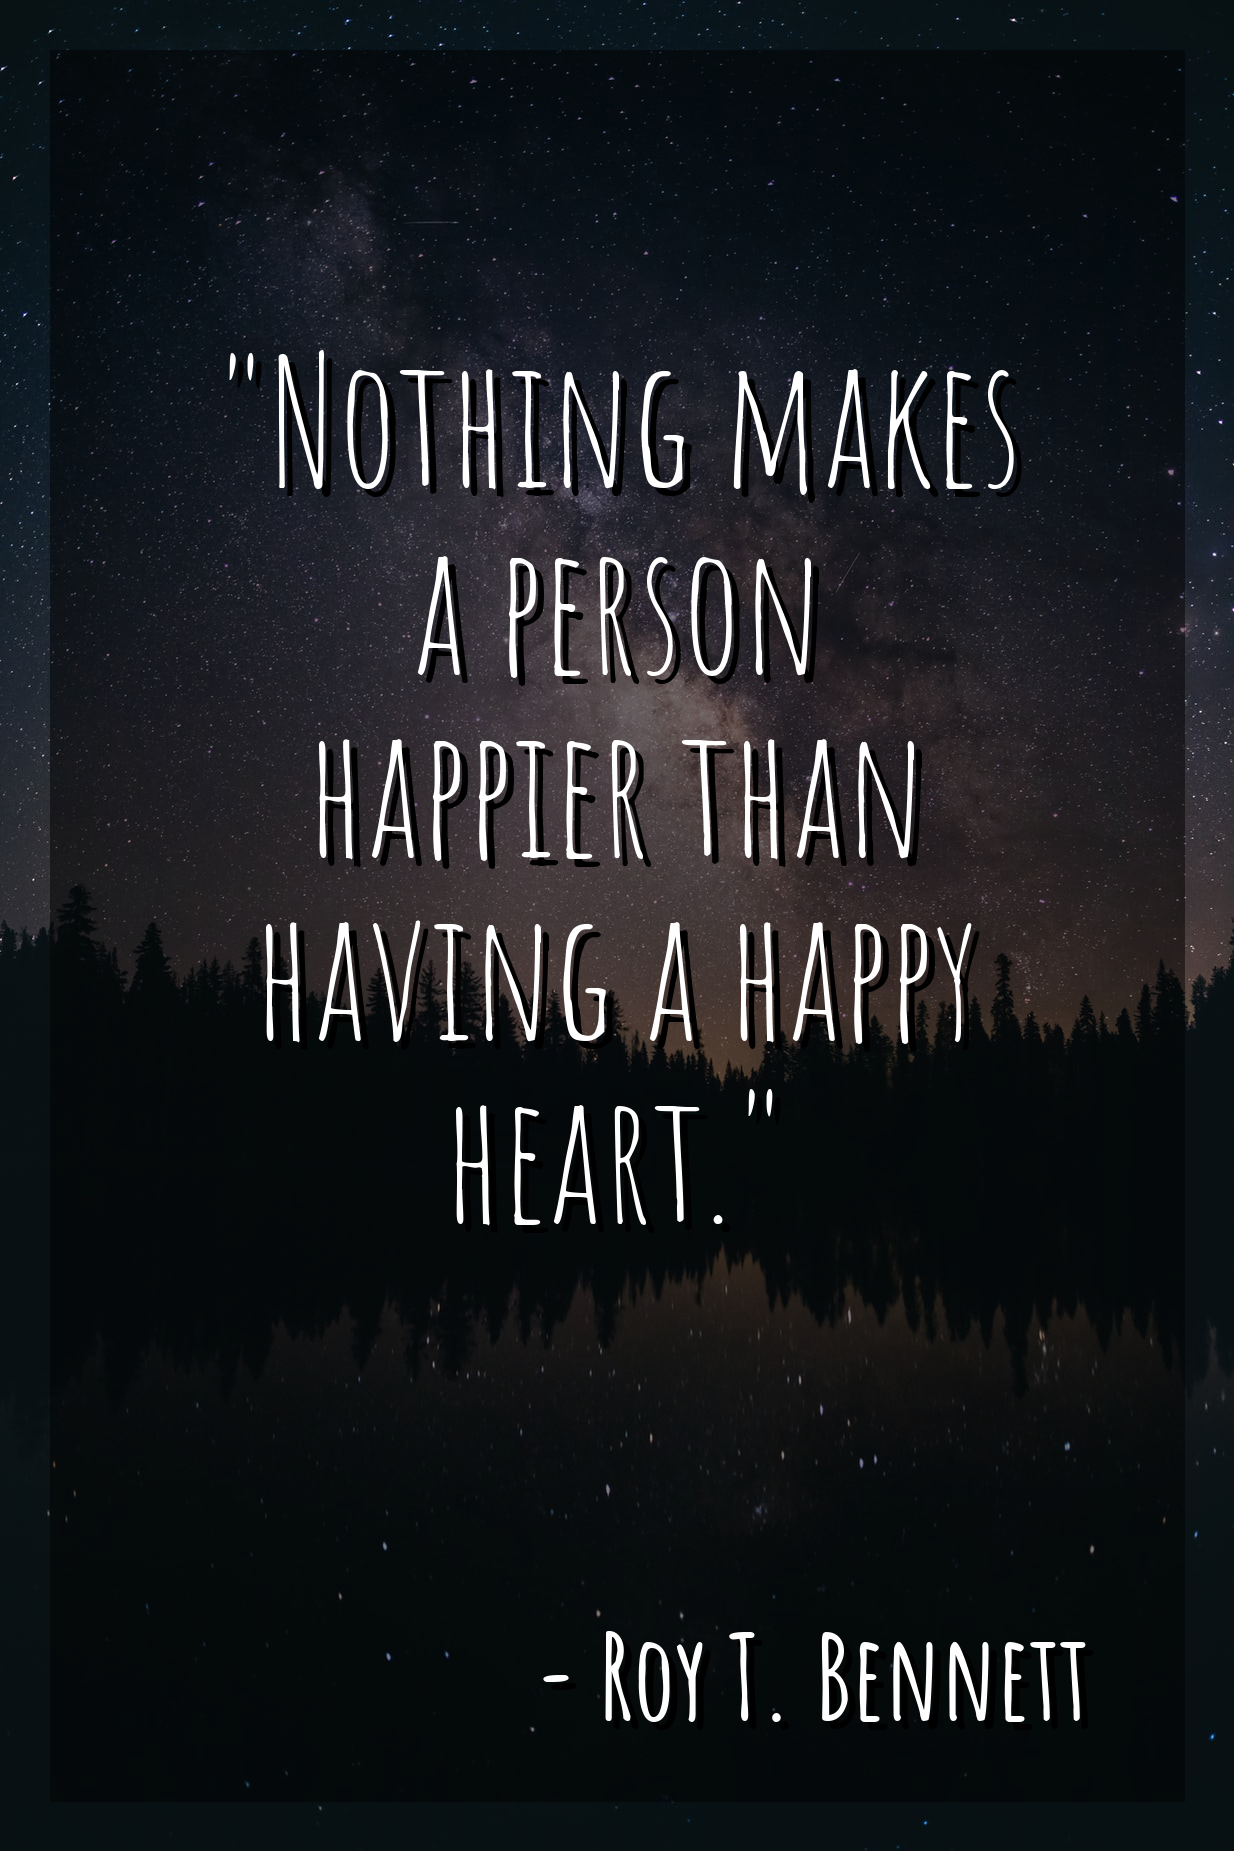 "Nothing makes
a person
happier than
having a happy
heart."
- Roy T. Bennett